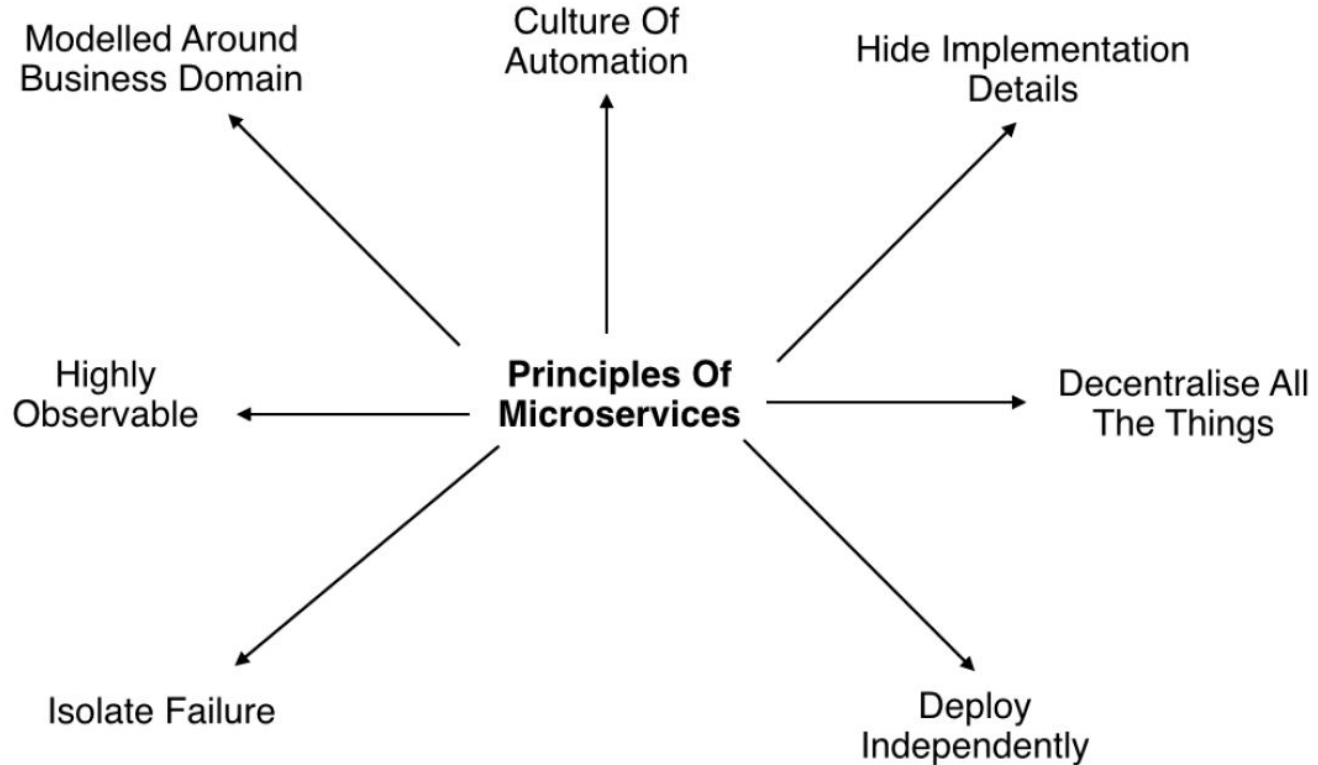 Modelled Around
Business Domain
Culture Of
Automation
Hide Implementation
Details
Highly
Observable
Principles Of
Microservices
Decentralise All
The Things
Isolate Failure
Deploy
Independently